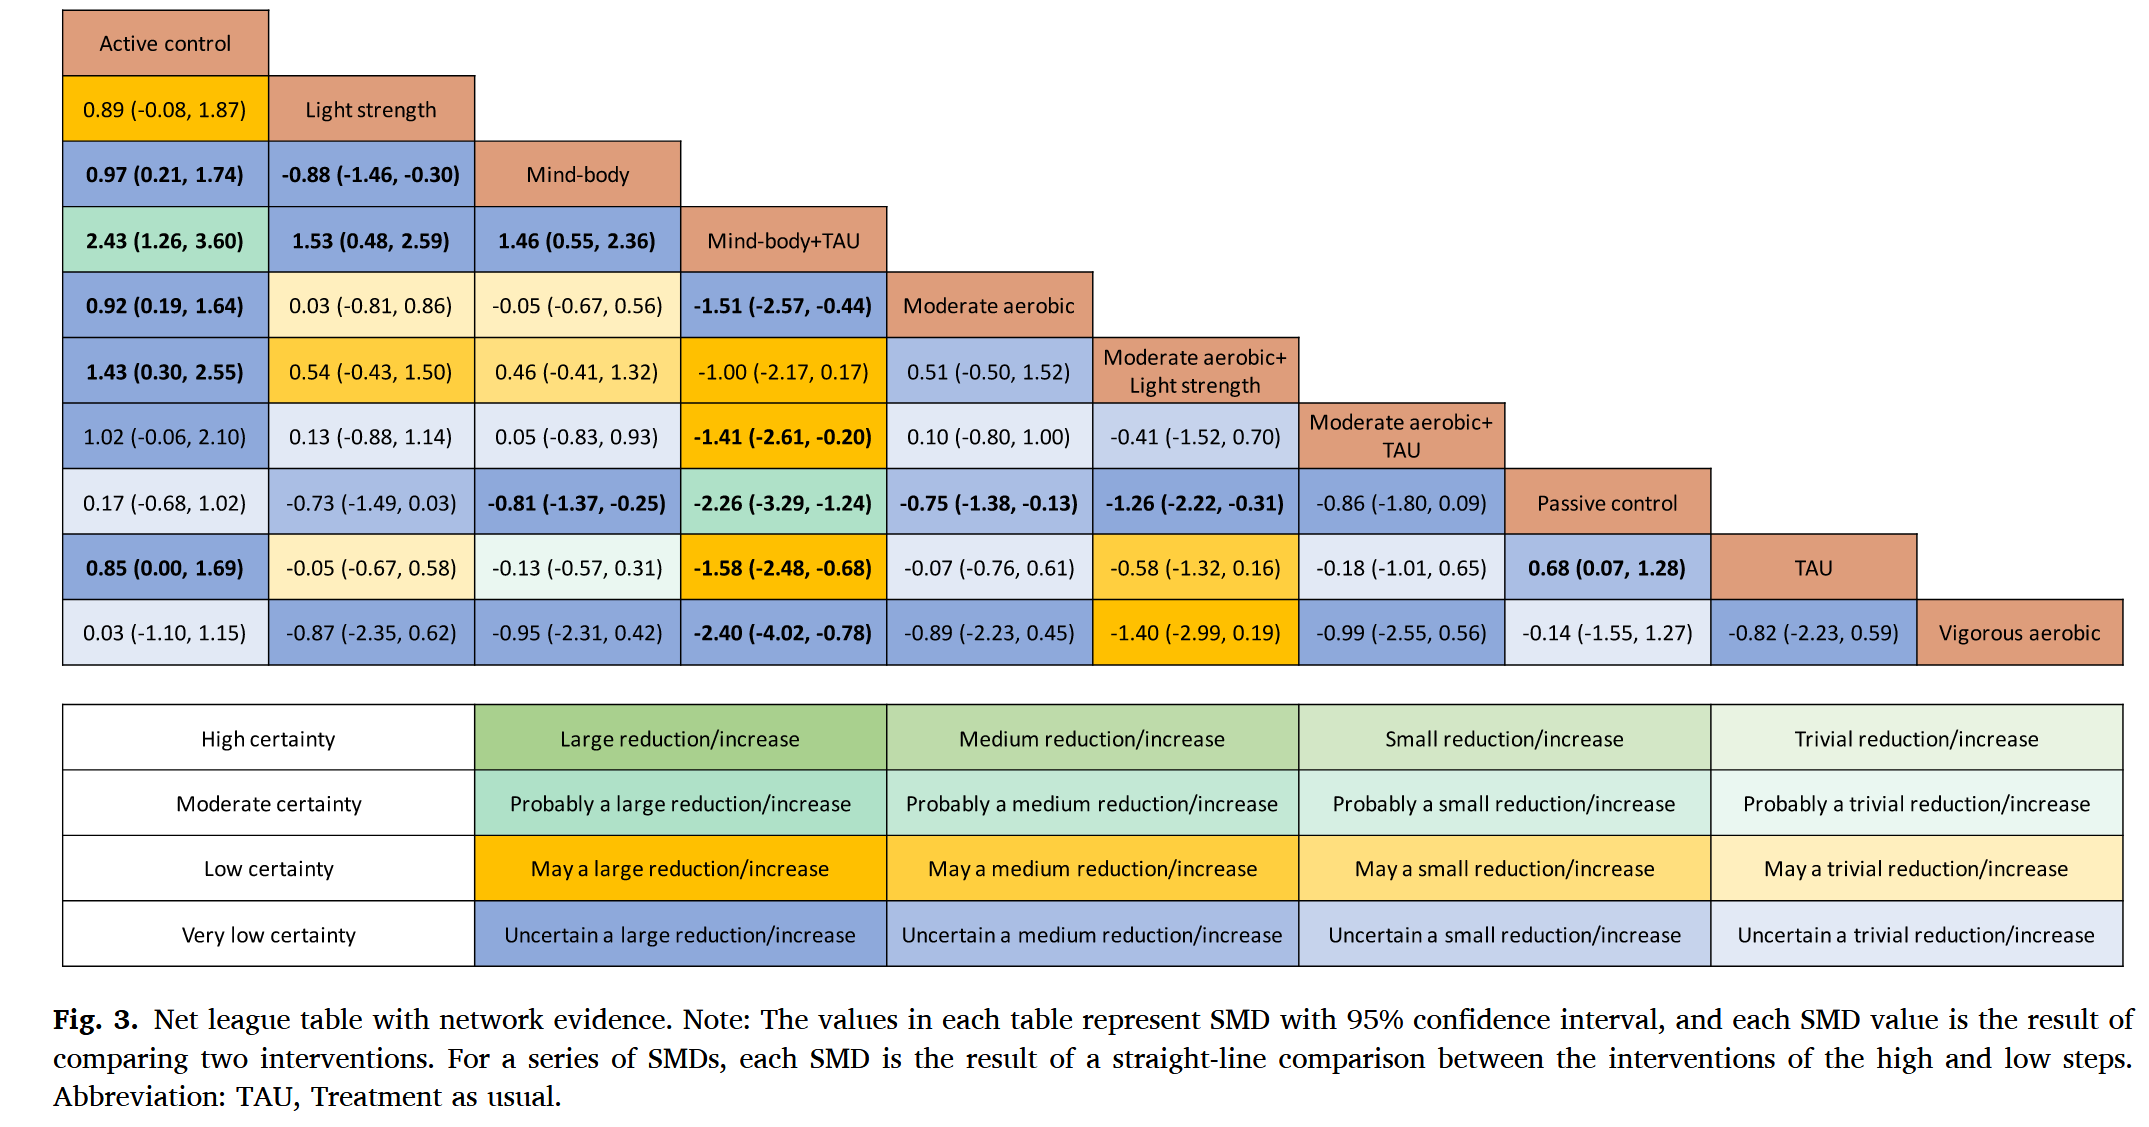 Active control
0.89 (-0.08, 1.87) Light strength
0.97 (0.21, 1.74) -0.88 (-1.46, -0.30) Mind-body
2.43 (1.26, 3.60) 1.53 (0.48, 2.59) 1.46 (0.55, 2.36) Mind-body+TAU
0.92 (0.19, 1.64) 0.03 (-0.81, 0.86) -0.05 (-0.67, 0.56) -1.51 (-2.57, -0.44) Moderate aerobic
1.43 (0.30, 2.55) 0.54 (-0.43, 1.50) 0.46 (-0.41, 1.32) -1.00 (-2.17, 0.17) 0.51 (-0.50, 1.52) Moderate aerobic+
Light strength
1.02 (-0.06, 2.10) 0.13 (-0.88, 1.14) 0.05 (-0.83, 0.93) -1.41 (-2.61, -0.20) 0.10 (-0.80, 1.00) -0.41 (-1.52, 0.70) Moderate aerobic+
TAU
0.17 (-0.68, 1.02) -0.73 (-1.49, 0.03) -0.81 (-1.37, -0.25) -2.26 (-3.29, -1.24) -0.75 (-1.38, -0.13) -1.26 (-2.22, -0.31) -0.86 (-1.80, 0.09) Passive control
0.85 (0.00, 1.69) -0.05 (-0.67, 0.58) -0.13 (-0.57, 0.31) -1.58 (-2.48, -0.68) -0.07 (-0.76, 0.61) -0.58 (-1.32, 0.16) -0.18 (-1.01, 0.65) 0.68 (0.07, 1.28) TAU
0.03 (-1.10, 1.15) -0.87 (-2.35, 0.62) -0.95 (-2.31, 0.42) -2.40 (-4.02, -0.78) -0.89 (-2.23, 0.45) -1.40 (-2.99, 0.19) -0.99 (-2.55, 0.56) -0.14 (-1.55, 1.27) -0.82 (-2.23, 0.59) Vigorous aerobic
High certainty Large reduction/increase Medium reduction/increase Small reduction/increase Trivial reduction/increase
Moderate certainty Probably a large reduction/increase Probably a medium reduction/increase Probably a small reduction/increase Probably a trivial reduction/increase
Low certainty May a large reduction/increase May a medium reduction/increase May a small reduction/increase May a trivial reduction/increase
Very low certainty Uncertain a large reduction/increase Uncertain a medium reduction/increase Uncertain a small reduction/increase Uncertain a trivial reduction/increase
Fig. 3. Net league table with network evidence. Note: The values in each table represent SMD with 95% confidence interval, and each SMD value is the result of
comparing two interventions. For a series of SMDs, each SMD is the result of a straight-line comparison between the interventions of the high and low steps.
Abbreviation: TAU, Treatment as usual.